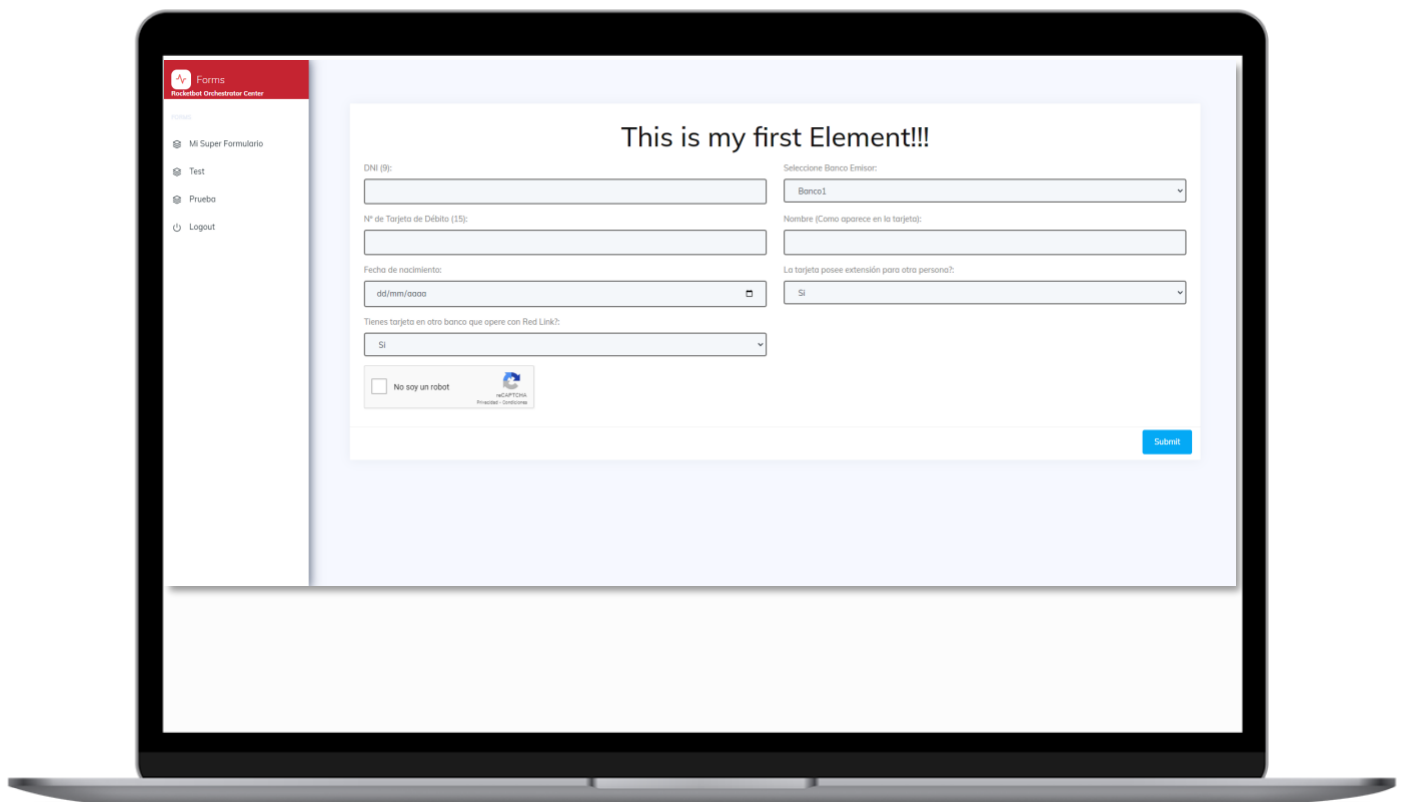 Forms
Rocketbot Orchestrator Center
FORMS
Mi Super Formulario
Test
Prueba
Logout
This is my first Element!!!
DNI (9):
Seleccione Banco Emisor:
Banco1
Nº de Tarjeta de Débito (15):
Nombre (Como aparece en la tarjeta):
Fecha de nacimiento:
La tarjeta posee extensión para otra persona?:
dd/mm/aaaa
Si
Tienes tarjeta en otro banco que opere con Red Link?:
Si
No soy un robot
reCAPTCHA
Privacidad - Condiciones
Submit